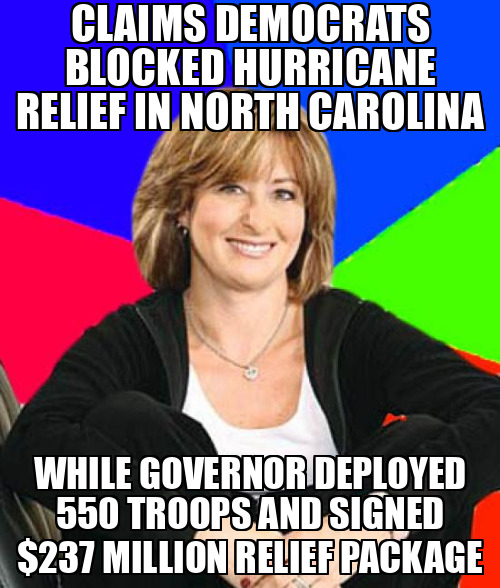 CLAIMS DEMOCRATS
BLOCKED HURRICANE
RELIEF IN NORTH CAROLINA
WHILE GOVERNOR DEPLOYED
550 TROOPS AND SIGNED
$237 MILLION RELIEF PACKAGE